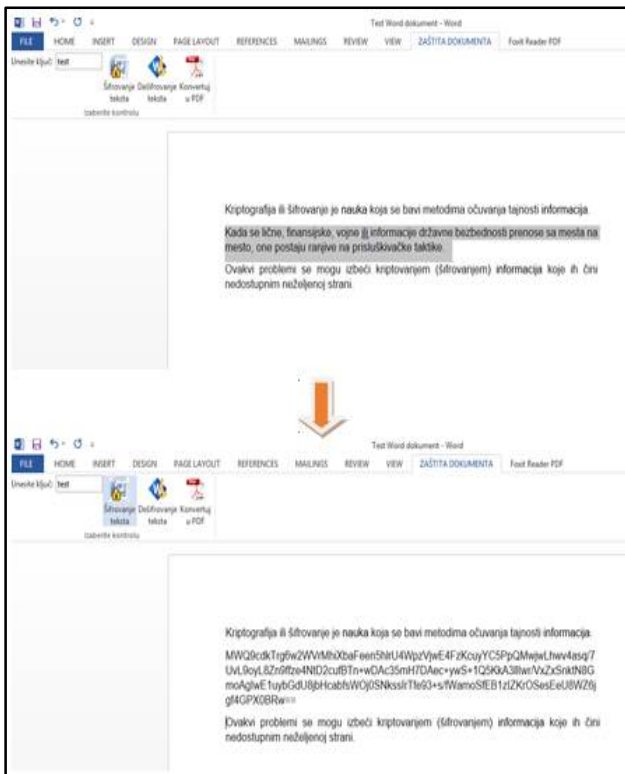 Test Word dokument - Word
FILE HOME INSERT DESIGN PAGE LAYOUT REFERENCES MAILINGS REVIEW VIEW ZAŠTITA DOKUMENTA Foxit Reader PDF
Unesite ključ: test
Šifrovanje teksta Dešifrovanje teksta Konvertuj u PDF
Izaberite kontrolu
Kriptografija ili šifrovanje je nauka koja se bavi metodima očuvanja tajnosti informacija.
Kada se lične, finansijske, vojne ili informacije državne bezbednosti prenose sa mesta na
mesto, one postaju ranjive na prisluškivačke taktike.
Ovakvi problemi se mogu izbeći kriptovanjem (šifrovanjem) informacija koje ih čini
nedostupnim neželjenoj strani.
Test Word dokument - Word
FILE HOME INSERT DESIGN PAGE LAYOUT REFERENCES MAILINGS REVIEW VIEW ZAŠTITA DOKUMENTA Foxit Reader PDF
Unesite ključ: test
Šifrovanje teksta Dešifrovanje teksta Konvertuj u PDF
Izaberite kontrolu
Kriptografija ili šifrovanje je nauka koja se bavi metodima očuvanja tajnosti informacija.
Ovakvi problemi se mogu izbeći kriptovanjem (šifrovanjem) informacija koje ih čini
nedostupnim neželjenoj strani.